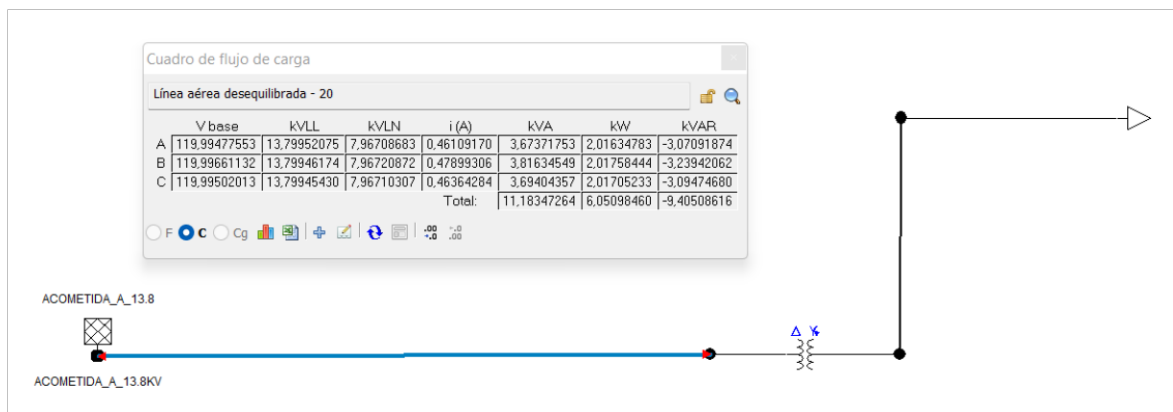 Cuadro de flujo de carga
Línea aérea desequilibrada - 20
V base kVLL kVLN i (A) kVA kW kVAR
A 119,99477553 13,79952075 7,96708683 0,46109170 3,67371753 2,01634783 -3,07091874
B 119,99661132 13,79946174 7,96720872 0,47899306 3,81634549 2,01758444 -3,23942062
C 119,99502013 13,79945430 7,96710307 0,46364284 3,69404357 2,01705233 -3,09474680
Total: 11,18347264 6,05098460 -9,40508616
F C Cg
ACOMETIDA_A_13.8
ACOMETIDA_A_13.8KV